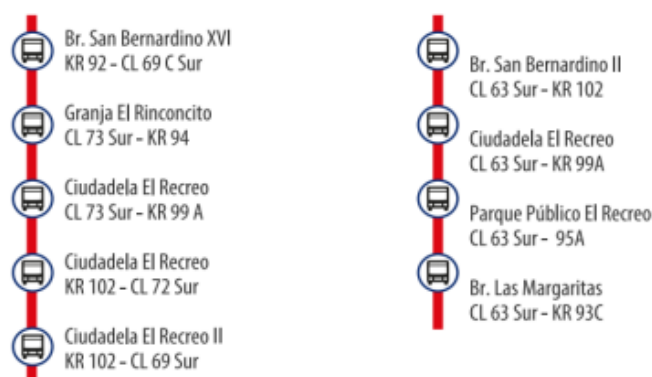 Br. San Bernardino XVI
KR 92 - CL 69 C Sur
Granja El Rinconcito
CL 73 Sur - KR 94
Ciudadela El Recreo
CL 73 Sur - KR 99 A
Ciudadela El Recreo
KR 102 - CL 72 Sur
Ciudadela El Recreo II
KR 102 - CL 69 Sur
Br. San Bernardino II
CL 63 Sur - KR 102
Ciudadela El Recreo
CL 63 Sur - KR 99A
Parque Público El Recreo
CL 63 Sur - 95A
Br. Las Margaritas
CL 63 Sur - KR 93C